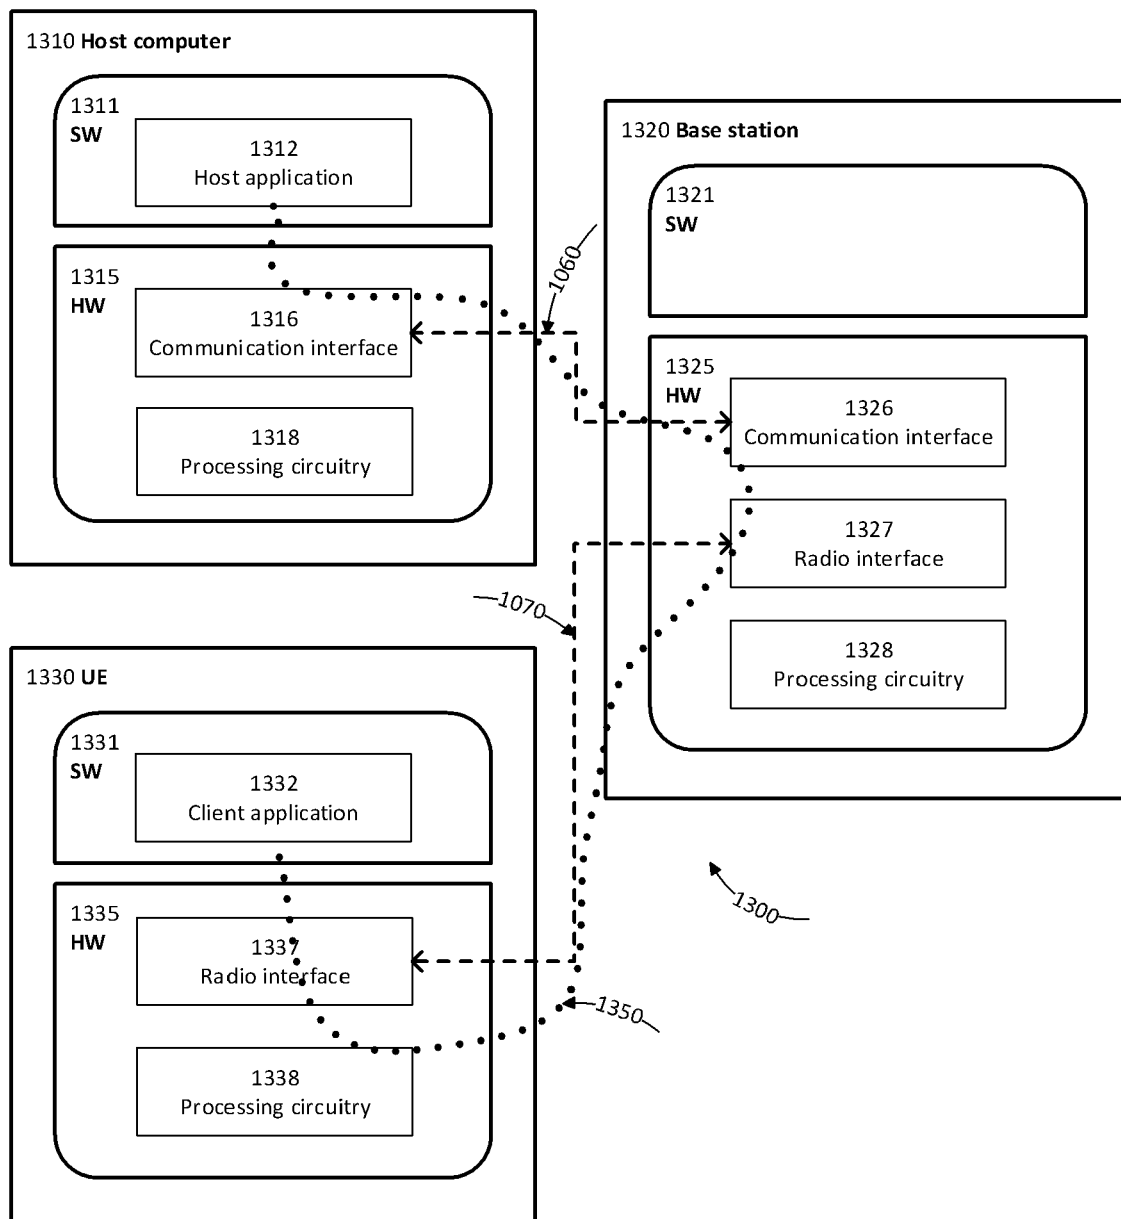 1310 Host computer
1311
SW
1312
Host application
1315
HW
1316
Communication interface
1318
Processing circuitry
1060
1320 Base station
1321
SW
1325
HW
1326
Communication interface
1327
Radio interface
1328
Processing circuitry
1070
1330 UE
1331
SW
1332
Client application
1335
HW
1337
Radio interface
1338
Processing circuitry
1300
1350